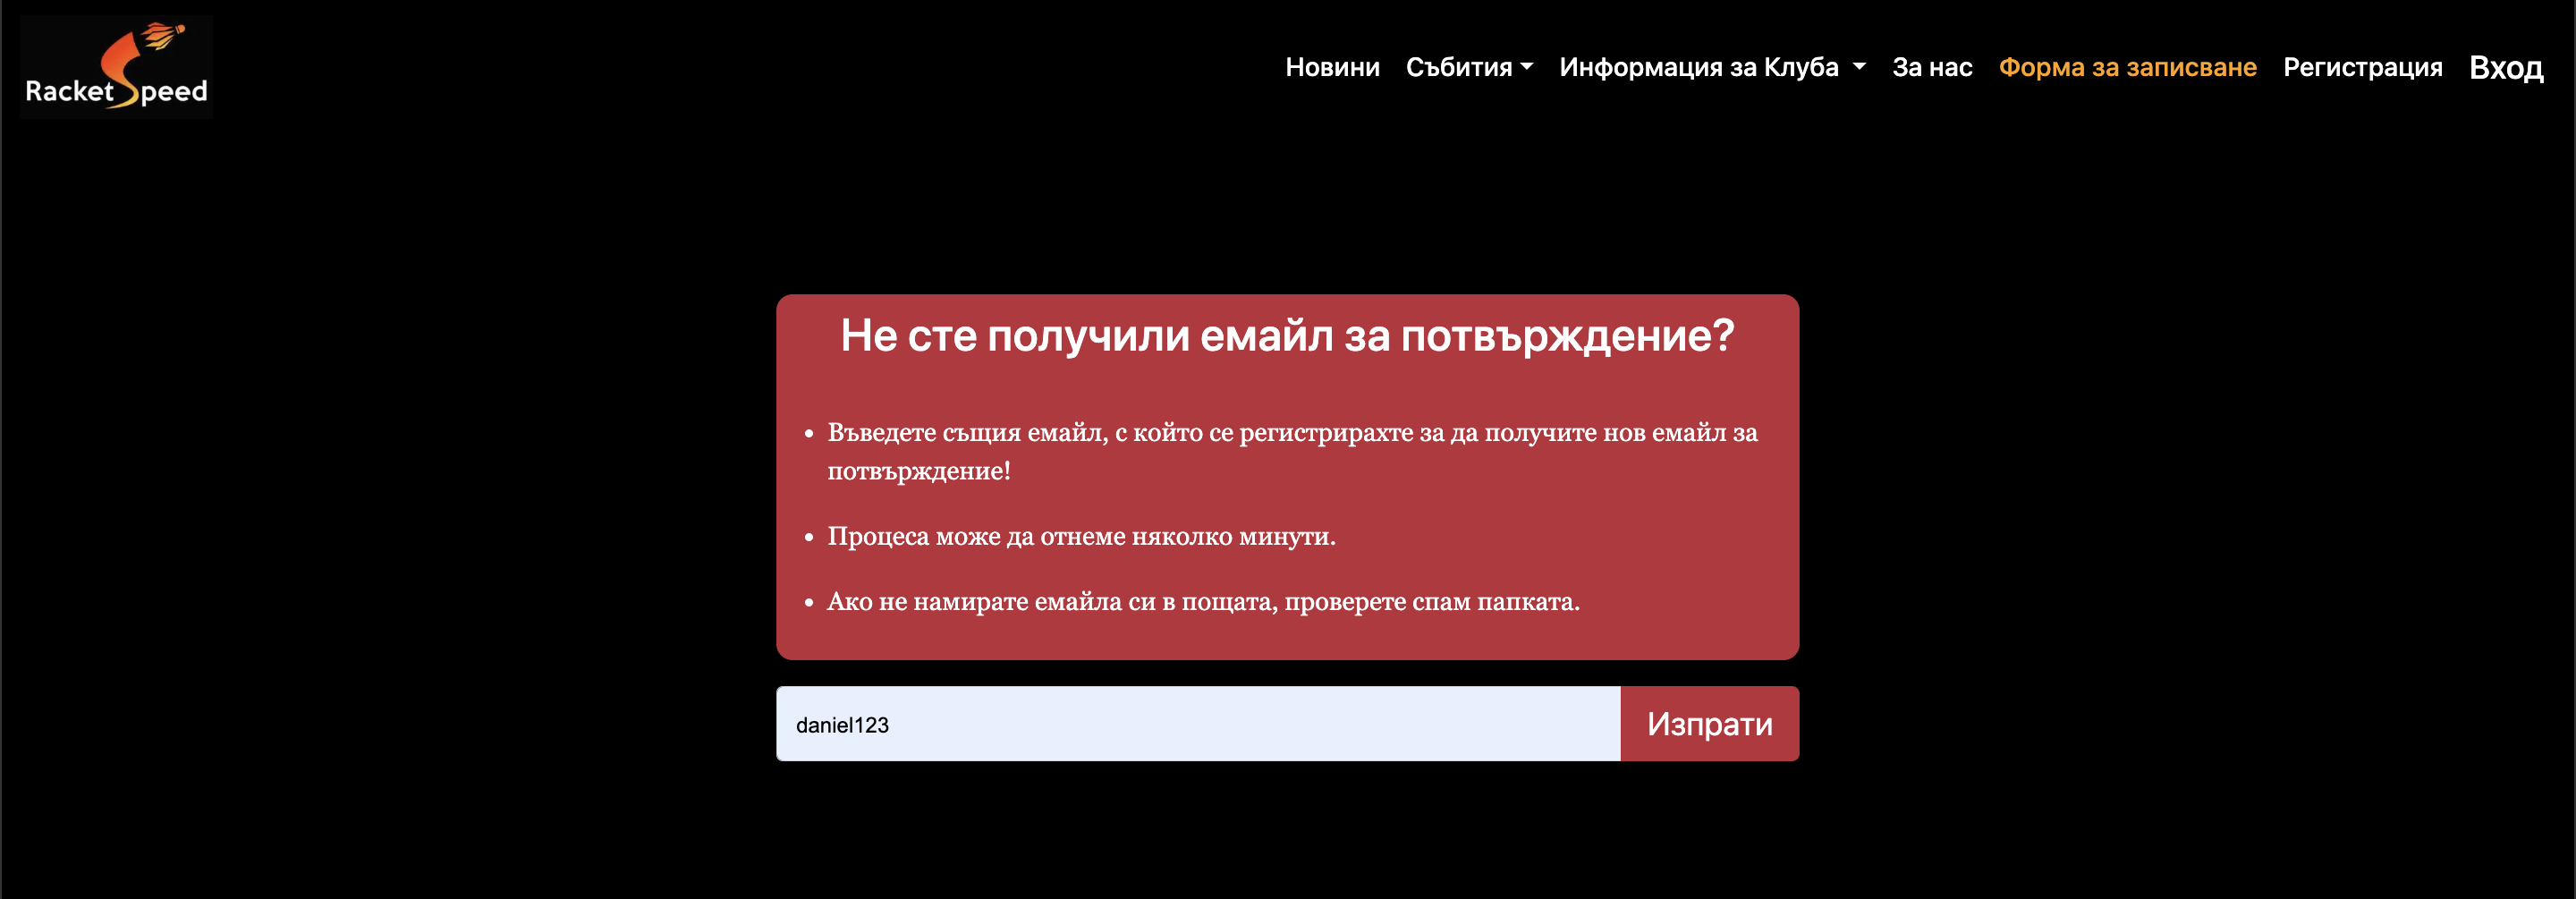 RacketSpeed
Новини Събития Информация за Клуба За нас Форма за записване Регистрация Вход
Не сте получили емайл за потвърждение?
Въведете същия емайл, с който се регистрирахте за да получите нов емайл за
потвърждение!
Процеса може да отнеме няколко минути.
Ако не намирате емайла си в пощата, проверете спам папката.
daniel123 Изпрати